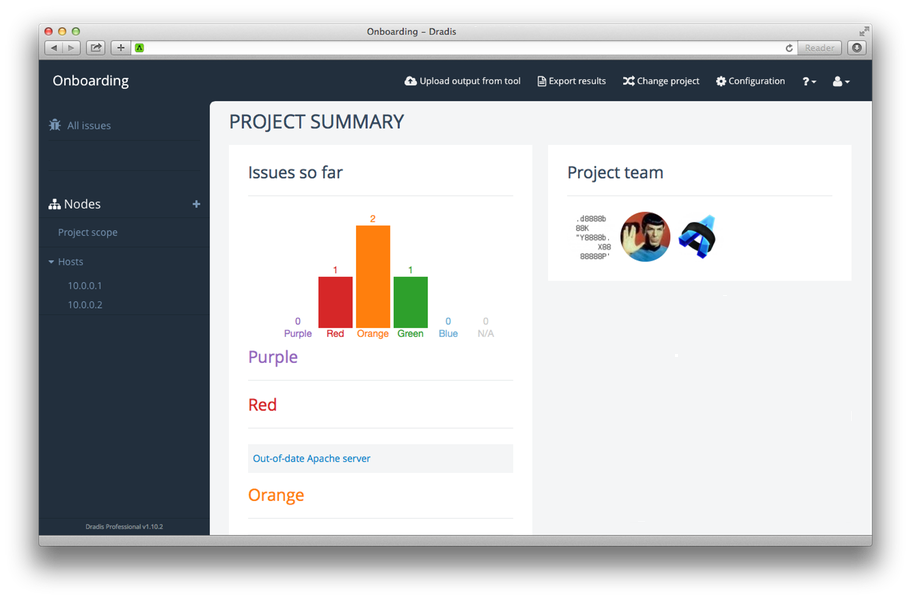 Onboarding – Dradis
Reader
Onboarding
Upload output from tool
Export results
Change project
Configuration
?
All issues
Nodes
+
Project scope
Hosts
10.0.0.1
10.0.0.2
Dradis Professional v1.10.2
PROJECT SUMMARY
Issues so far
2
1 1
0 0 0
Purple Red Orange Green Blue N/A
Purple
Red
Out-of-date Apache server
Orange
Project team
.d8888b
88K
"Y8888b.
X88
88888P'